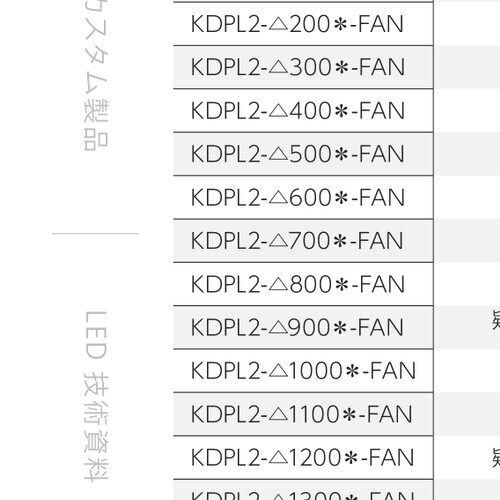 カスタム製品
LED 技術資料
KDPL2-△200✽-FAN
KDPL2-△300✽-FAN
KDPL2-△400✽-FAN
KDPL2-△500✽-FAN
KDPL2-△600✽-FAN
KDPL2-△700✽-FAN
KDPL2-△800✽-FAN
KDPL2-△900✽-FAN
KDPL2-△1000✽-FAN
KDPL2-△1100✽-FAN
KDPL2-△1200✽-FAN
KDPL2-△1300✽-FAN